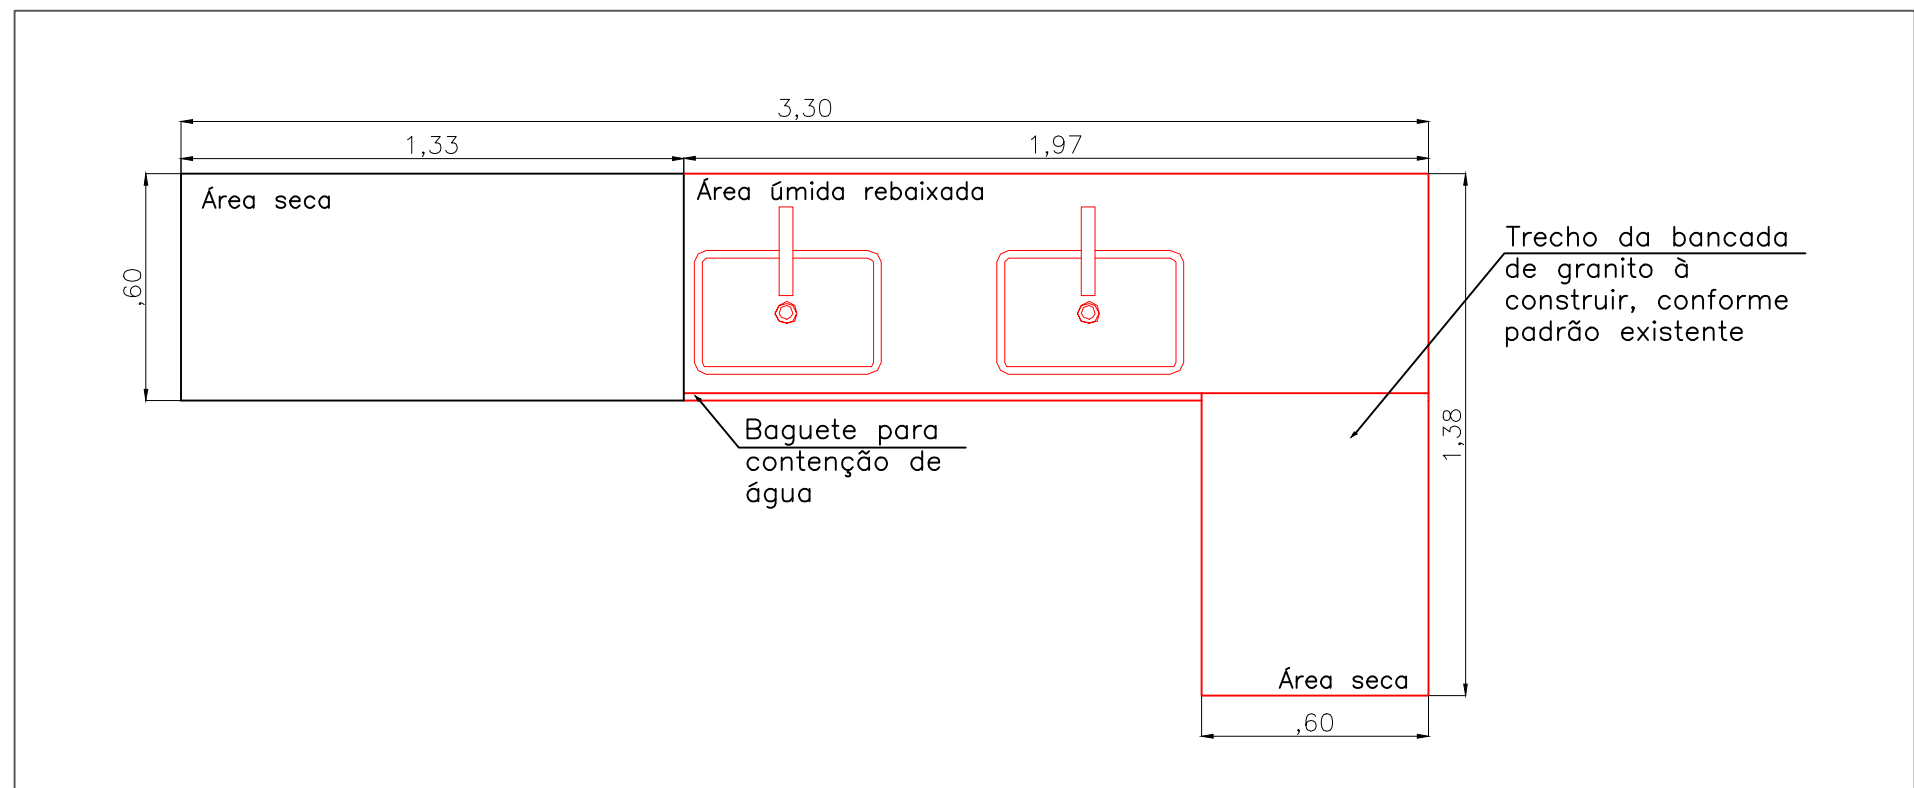 3,30
1,33
1,97
Área seca
Área úmida rebaixada
,60
Trecho da bancada
de granito à
construir, conforme
padrão existente
1,38
Baguete para
contenção de
água
Área seca
,60